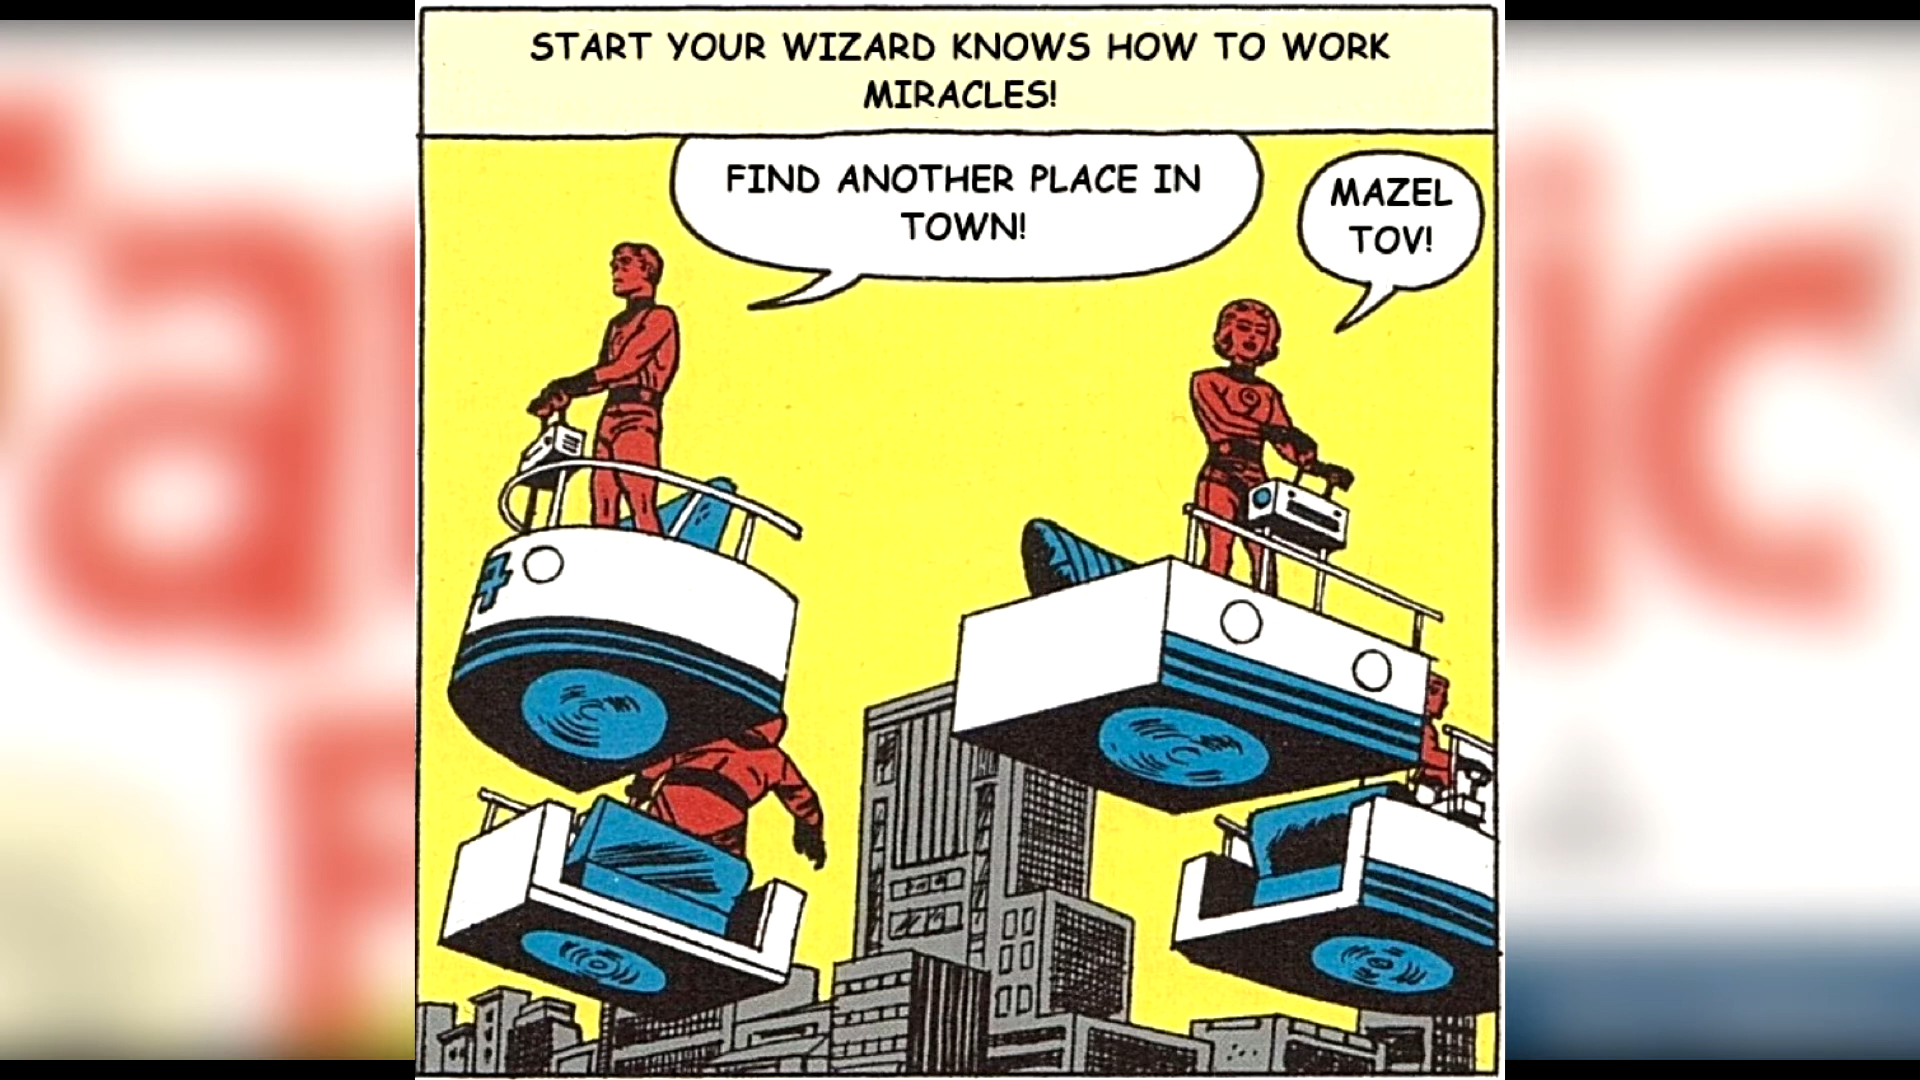 START YOUR WIZARD KNOWS HOW TO WORK
MIRACLES!
FIND ANOTHER PLACE IN
TOWN!
MAZEL
TOV!